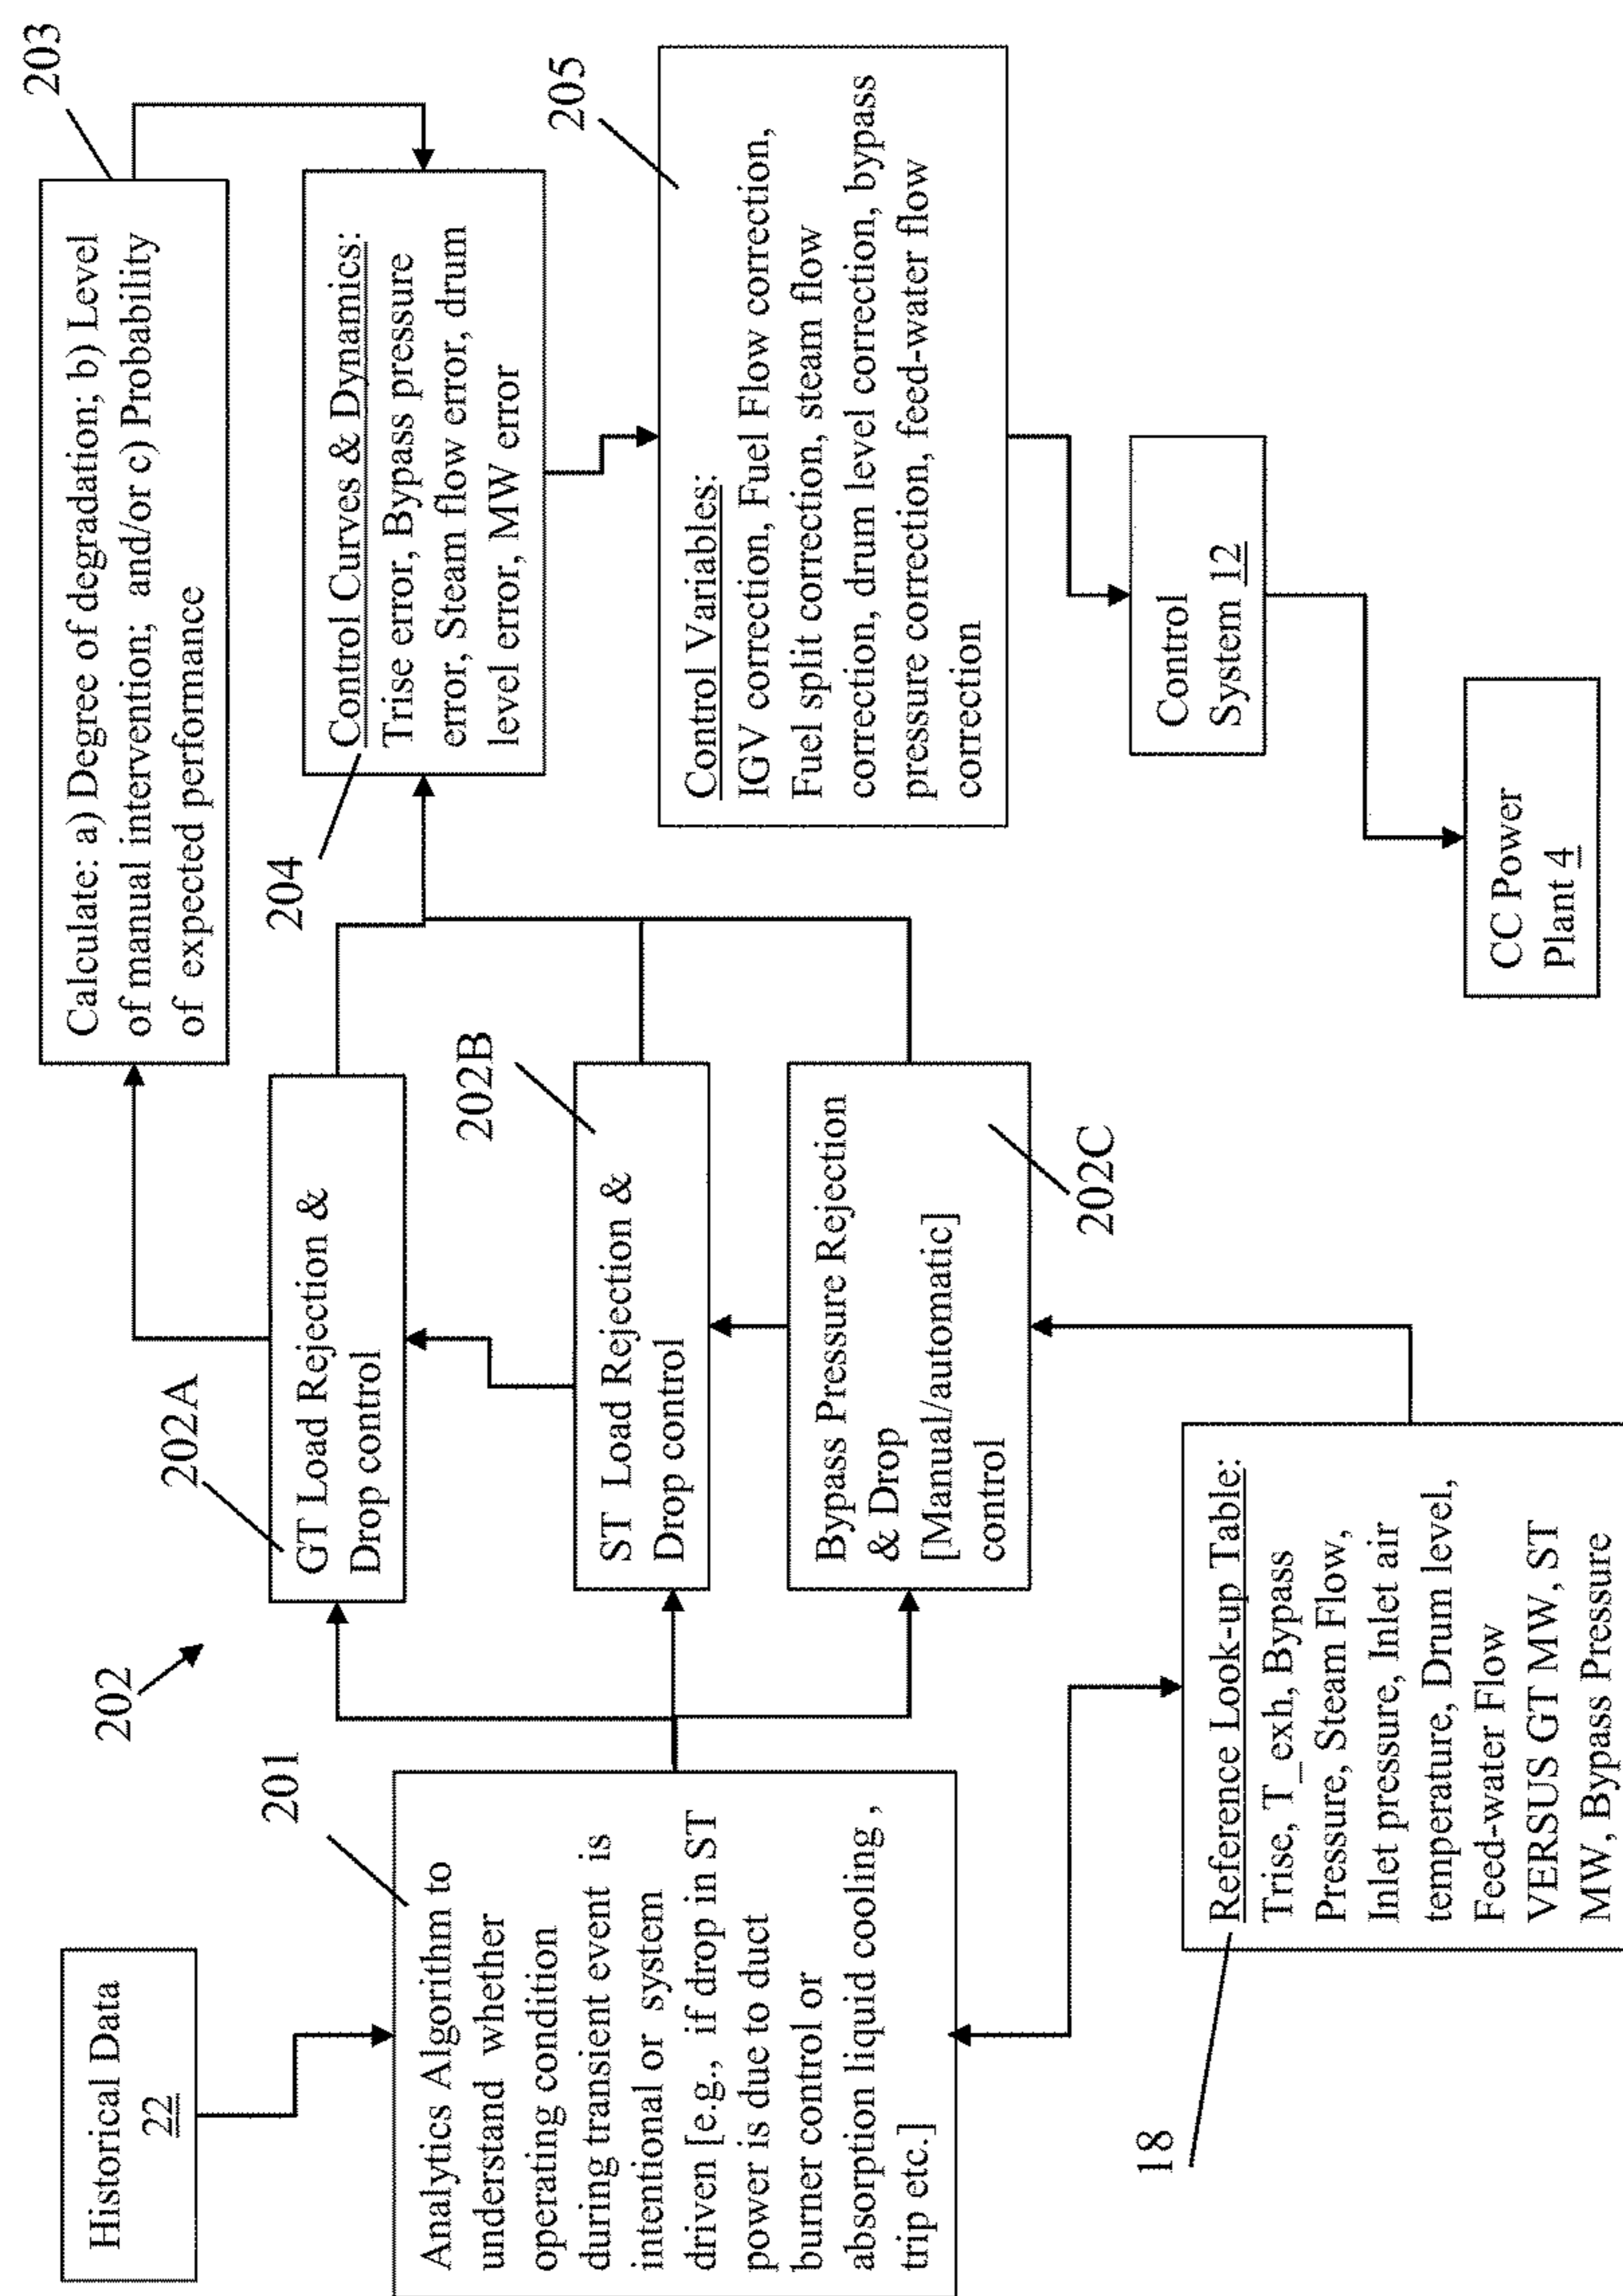 Historical Data
22
201
Analytics Algorithm to
understand whether
operating condition
during transient event is
intentional or system
driven [e.g., if drop in ST
power is due to duct
burner control or
absorption liquid cooling ,
trip etc.]
18
Reference Look-up Table:
Trise, T_exh, Bypass
Pressure, Steam Flow,
Inlet pressure, Inlet air
temperature, Drum level,
Feed-water Flow
VERSUS GT MW, ST
MW, Bypass Pressure
202
202A
GT Load Rejection &
Drop control
202B
ST Load Rejection &
Drop control
Bypass Pressure Rejection
& Drop
[Manual/automatic]
control
202C
203
Calculate: a) Degree of degradation; b) Level
of manual intervention; and/or c) Probability
of expected performance
204
Control Curves & Dynamics:
Trise error, Bypass pressure
error, Steam flow error, drum
level error, MW error
205
Control Variables:
IGV correction, Fuel Flow correction,
Fuel split correction, steam flow
correction, drum level correction, bypass
pressure correction, feed-water flow
correction
Control
System 12
CC Power
Plant 4